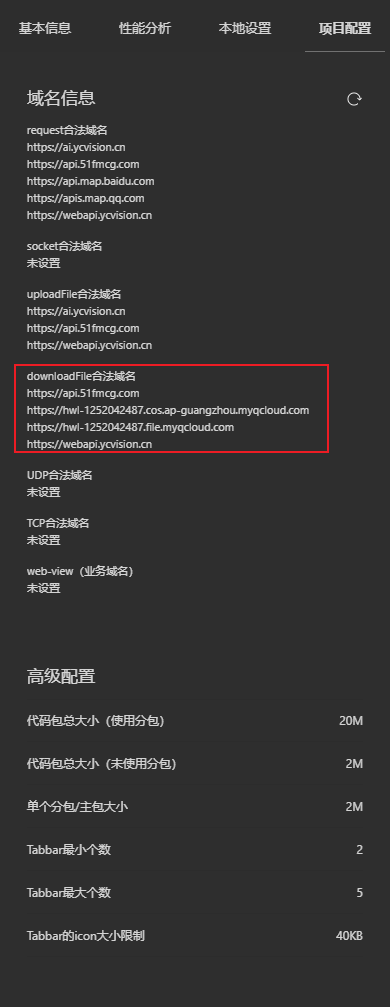 基本信息 性能分析 本地设置 项目配置
域名信息
request合法域名
https://ai.ycvision.cn
https://api.51fmcg.com
https://api.map.baidu.com
https://apis.map.qq.com
https://webapi.ycvision.cn
socket合法域名
未设置
uploadFile合法域名
https://ai.ycvision.cn
https://api.51fmcg.com
https://webapi.ycvision.cn
downloadFile合法域名
https://api.51fmcg.com
https://hwl-1252042487.cos.ap-guangzhou.myqcloud.com
https://hwl-1252042487.file.myqcloud.com
https://webapi.ycvision.cn
UDP合法域名
未设置
TCP合法域名
未设置
web-view（业务域名）
未设置
高级配置
代码包总大小（使用分包） 20M
代码包总大小（未使用分包） 2M
单个分包/主包大小 2M
Tabbar最小个数 2
Tabbar最大个数 5
Tabbar的icon大小限制 40KB